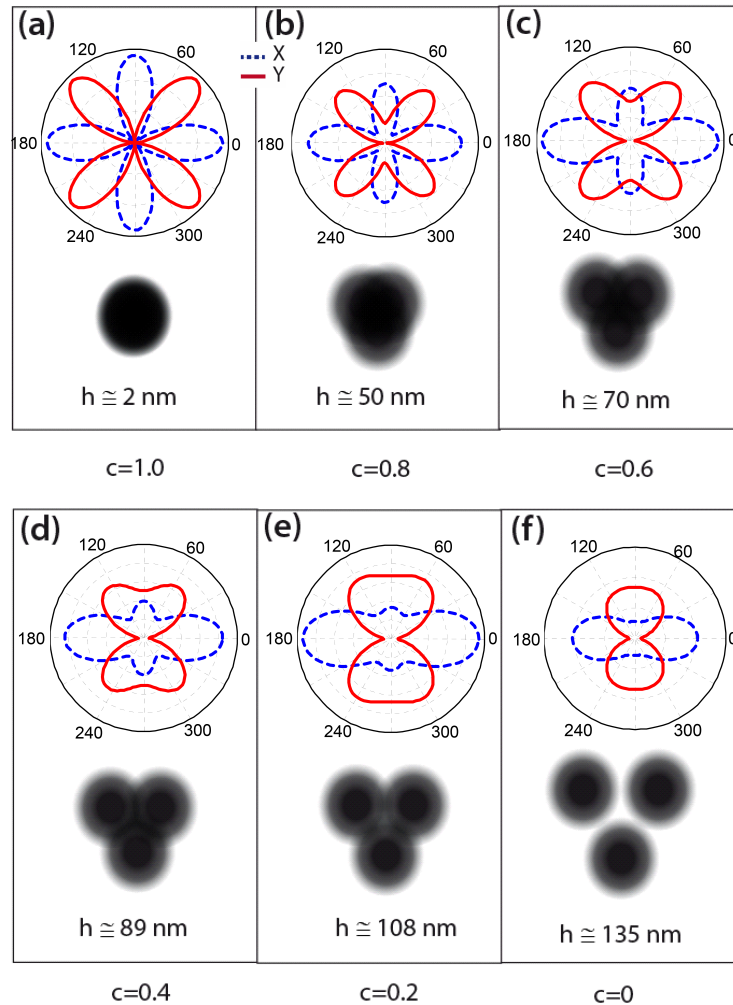 (a)
120
60
180
0
240
300
h ≅ 2 nm
c=1.0
X
Y
(b)
120
60
0
240
300
h ≅ 50 nm
c=0.8
(c)
120
60
180
0
240
300
h ≅ 70 nm
c=0.6
(d)
120
60
180
0
240
300
h ≅ 89 nm
c=0.4
(e)
120
60
180
0
240
300
h ≅ 108 nm
c=0.2
(f)
120
60
180
0
240
300
h ≅ 135 nm
c=0